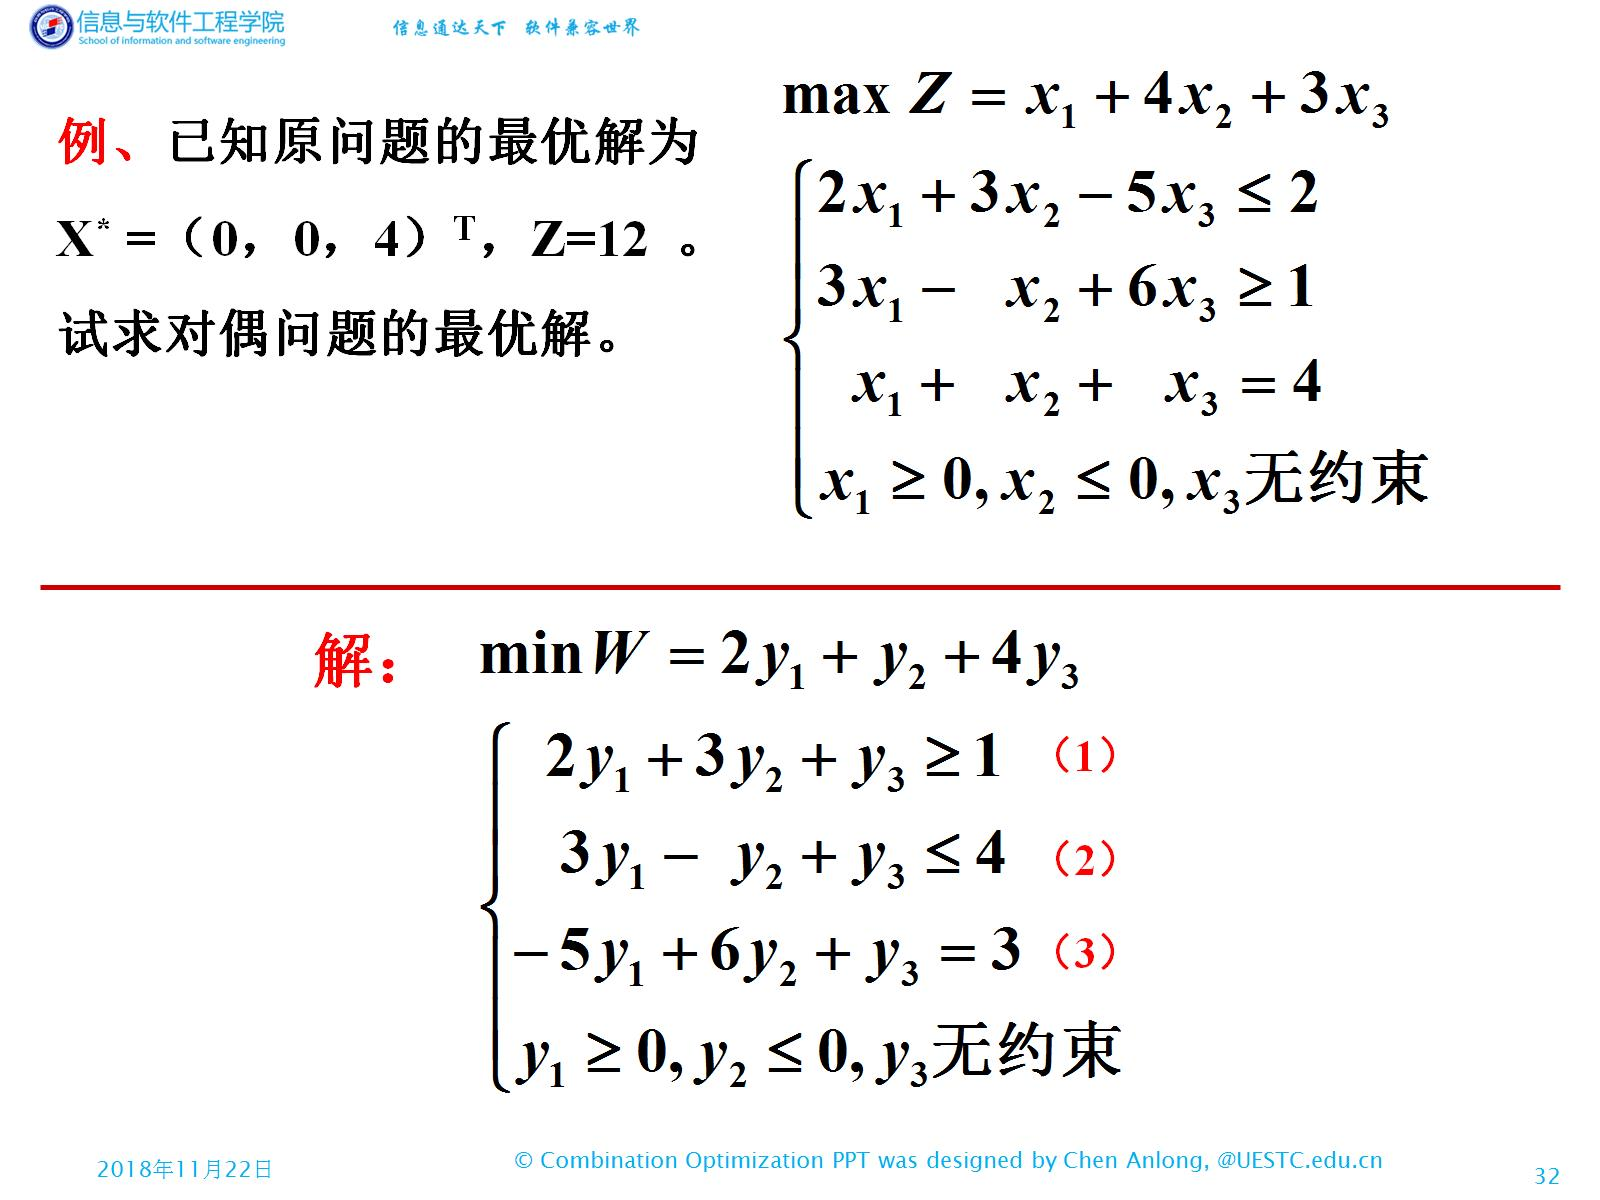 信息与软件工程学院
School of information and software engineering
信息通达天下 软件兼容世界
例、已知原问题的最优解为
X* =（0，0，4）T，Z=12 。
试求对偶问题的最优解。
max Z = x1 + 4x2 + 3x3
2x1 + 3x2 − 5x3 ≤ 2
3x1 − x2 + 6x3 ≥ 1
x1 + x2 + x3 = 4
x1 ≥ 0, x2 ≤ 0, x3无约束
解：
min W = 2y1 + y2 + 4y3
2y1 + 3y2 + y3 ≥ 1 （1）
3y1 − y2 + y3 ≤ 4 （2）
−5y1 + 6y2 + y3 = 3 （3）
y1 ≥ 0, y2 ≤ 0, y3无约束
2018年11月22日
© Combination Optimization PPT was designed by Chen Anlong, @UESTC.edu.cn
32